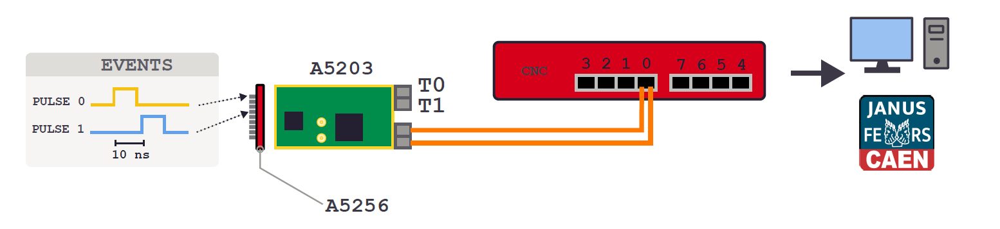 EVENTS
PULSE 0
PULSE 1
10 ns
A5203
T0
T1
A5256
CNC
3 2 1 0
7 6 5 4
JANUS
FE RS
CAEN